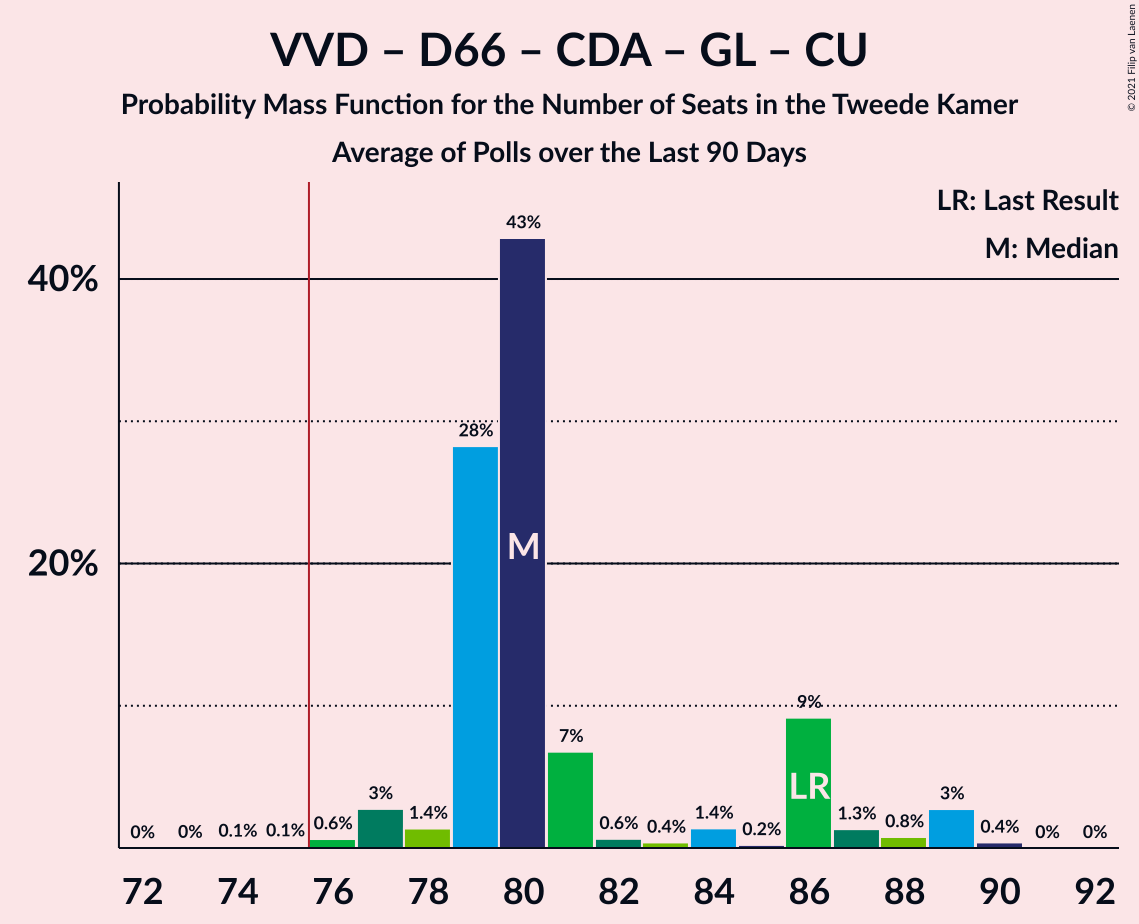 VVD – D66 – CDA – GL – CU
Probability Mass Function for the Number of Seats in the Tweede Kamer
Average of Polls over the Last 90 Days
© 2021 Filip van Laenen
LR: Last Result
M: Median
40%
20%
0%
0%
0.1%
0.1%
0.6%
3%
1.4%
28%
43%
7%
0.6%
0.4%
1.4%
0.2%
9%
1.3%
0.8%
3%
0.4%
0%
0%
M
LR
72 74 76 78 80 82 84 86 88 90 92